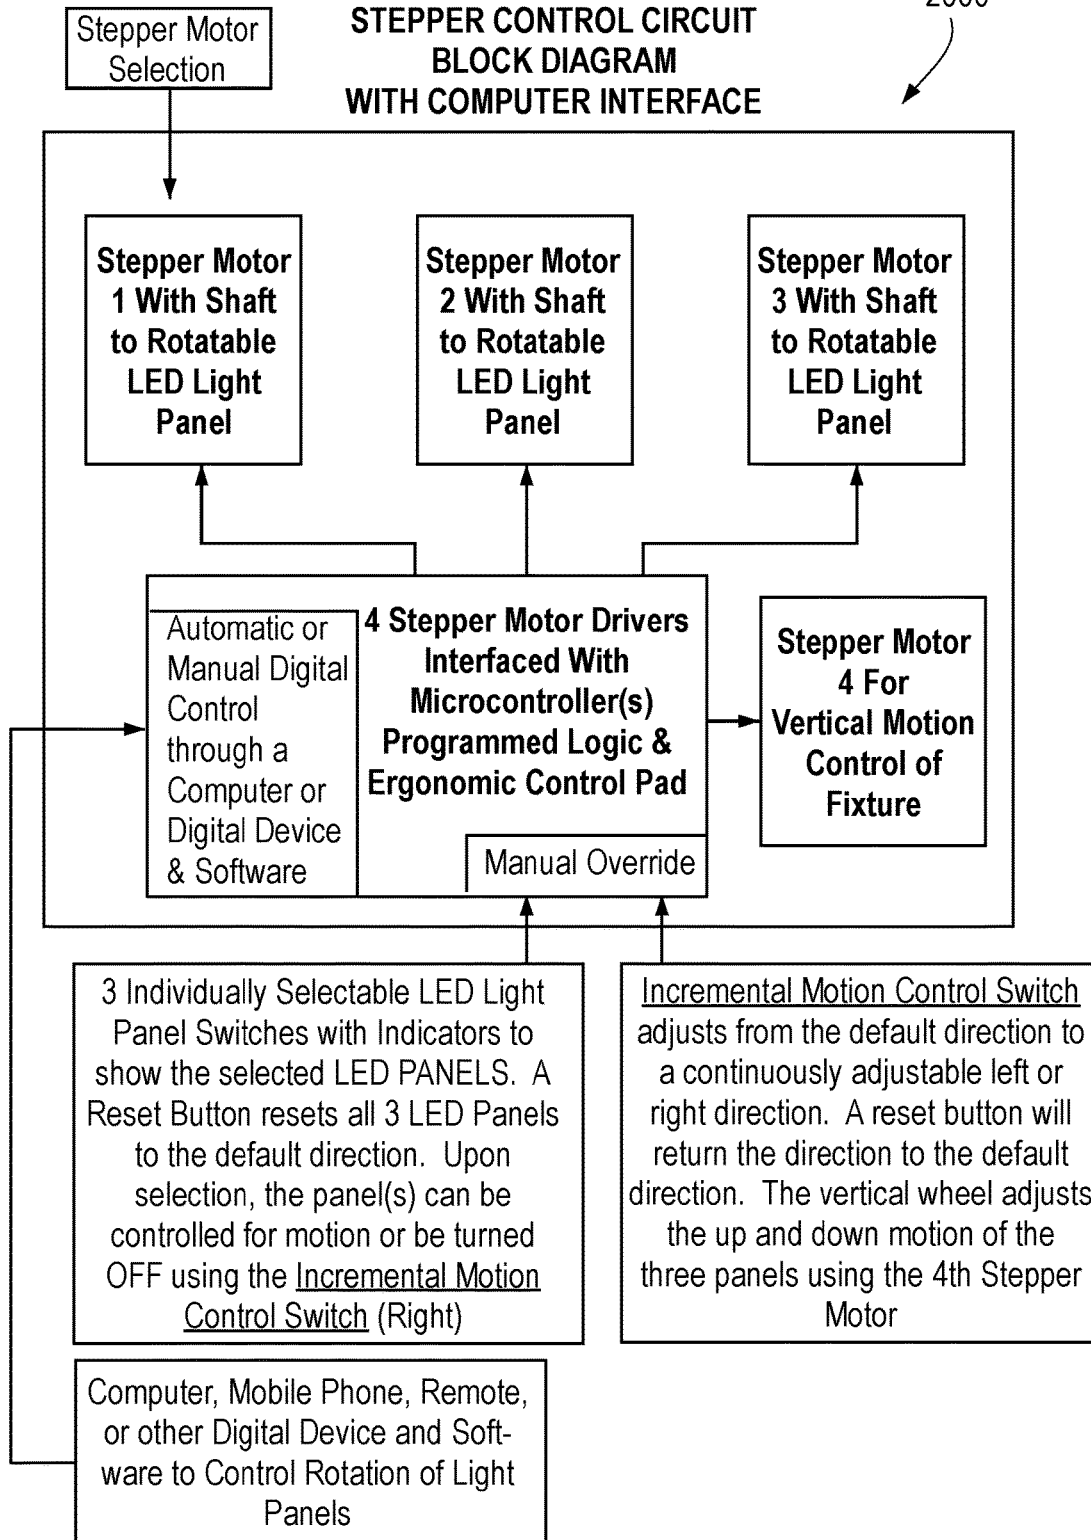 2000
STEPPER CONTROL CIRCUIT
BLOCK DIAGRAM
WITH COMPUTER INTERFACE
Stepper Motor
Selection
Stepper Motor
1 With Shaft
to Rotatable
LED Light
Panel
Stepper Motor
2 With Shaft
to Rotatable
LED Light
Panel
Stepper Motor
3 With Shaft
to Rotatable
LED Light
Panel
Automatic or
Manual Digital
Control
through a
Computer or
Digital Device
& Software
4 Stepper Motor Drivers
Interfaced With
Microcontroller(s)
Programmed Logic &
Ergonomic Control Pad
Manual Override
Stepper Motor
4 For
Vertical Motion
Control of
Fixture
3 Individually Selectable LED Light
Panel Switches with Indicators to
show the selected LED PANELS. A
Reset Button resets all 3 LED Panels
to the default direction. Upon
selection, the panel(s) can be
controlled for motion or be turned
OFF using the Incremental Motion
Control Switch (Right)
Incremental Motion Control Switch
adjusts from the default direction to
a continuously adjustable left or
right direction. A reset button will
return the direction to the default
direction. The vertical wheel adjusts
the up and down motion of the
three panels using the 4th Stepper
Motor
Computer, Mobile Phone, Remote,
or other Digital Device and Soft-
ware to Control Rotation of Light
Panels